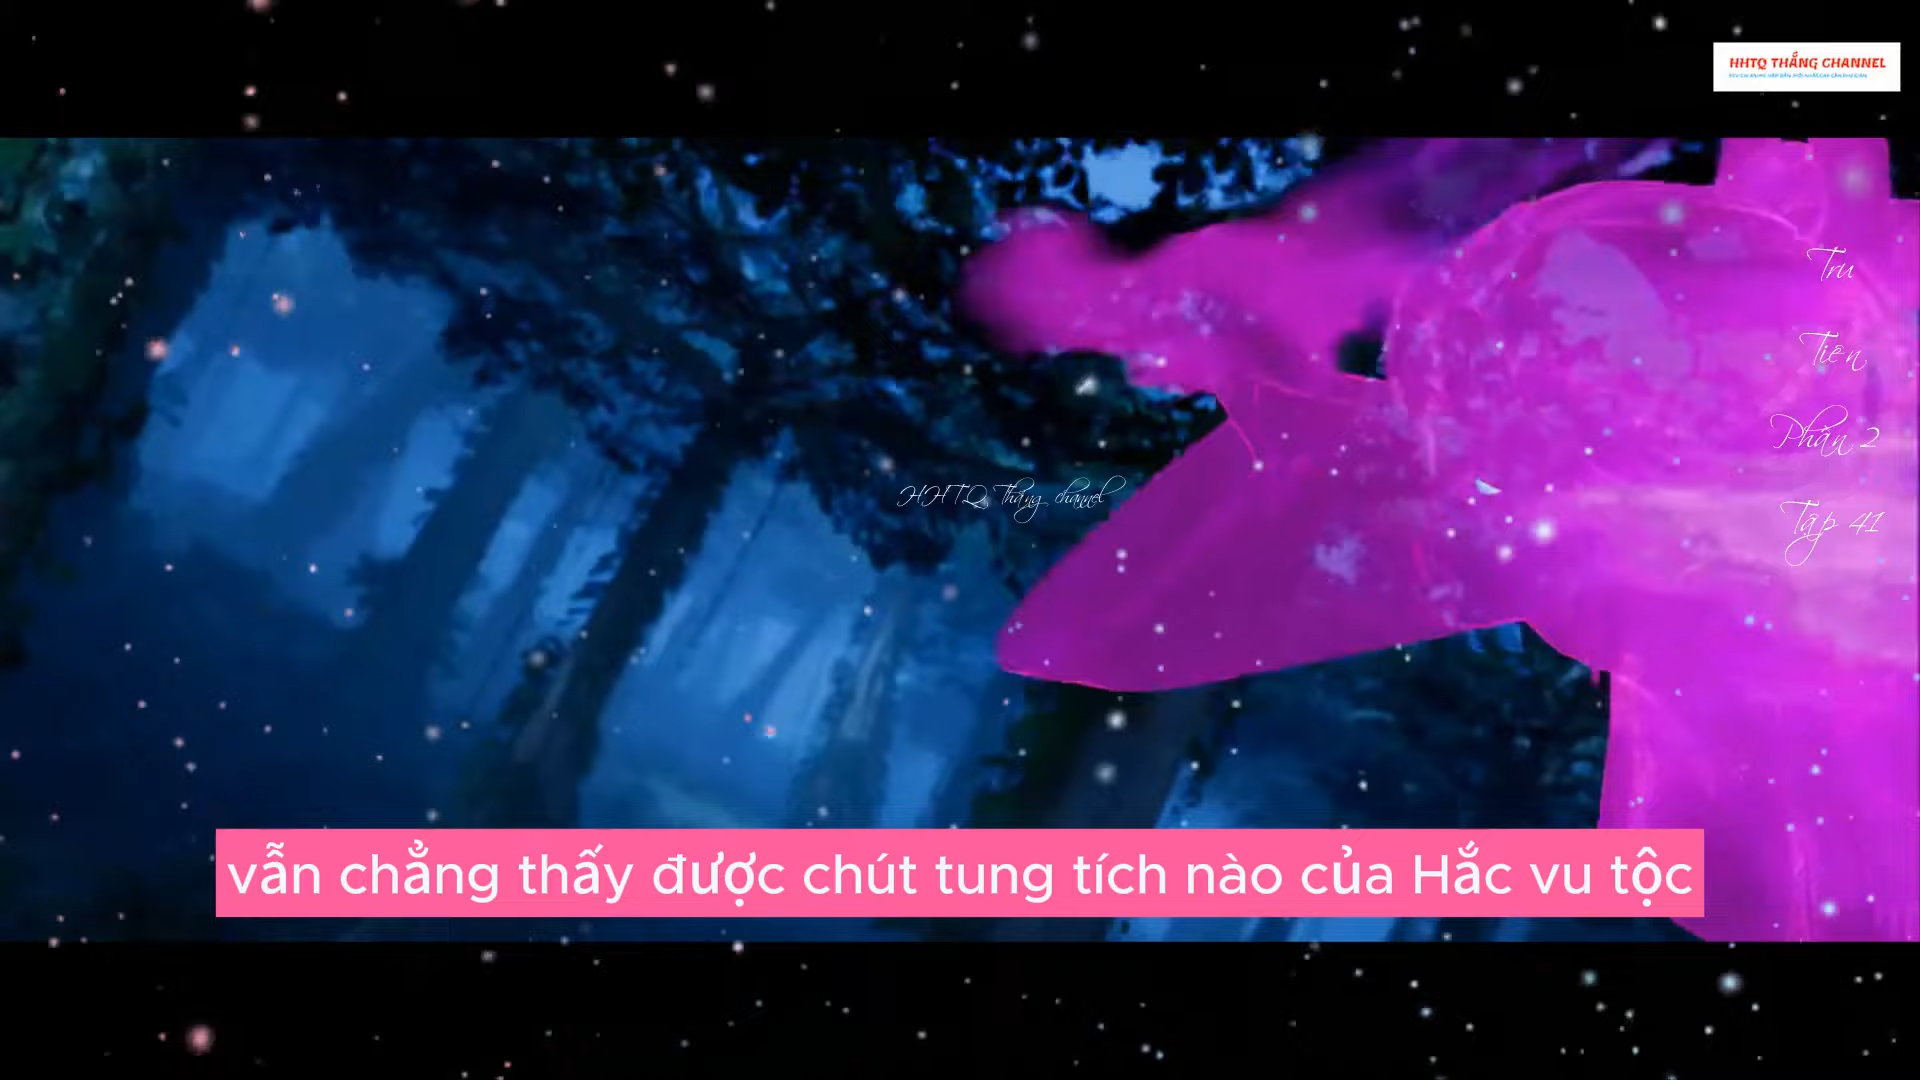 HHTQ THẮNG CHANNEL
Tru
Tiên
Phần 2
HHTQ Thắng channel
Tập 41
vẫn chẳng thấy được chút tung tích nào của Hắc vu tộc